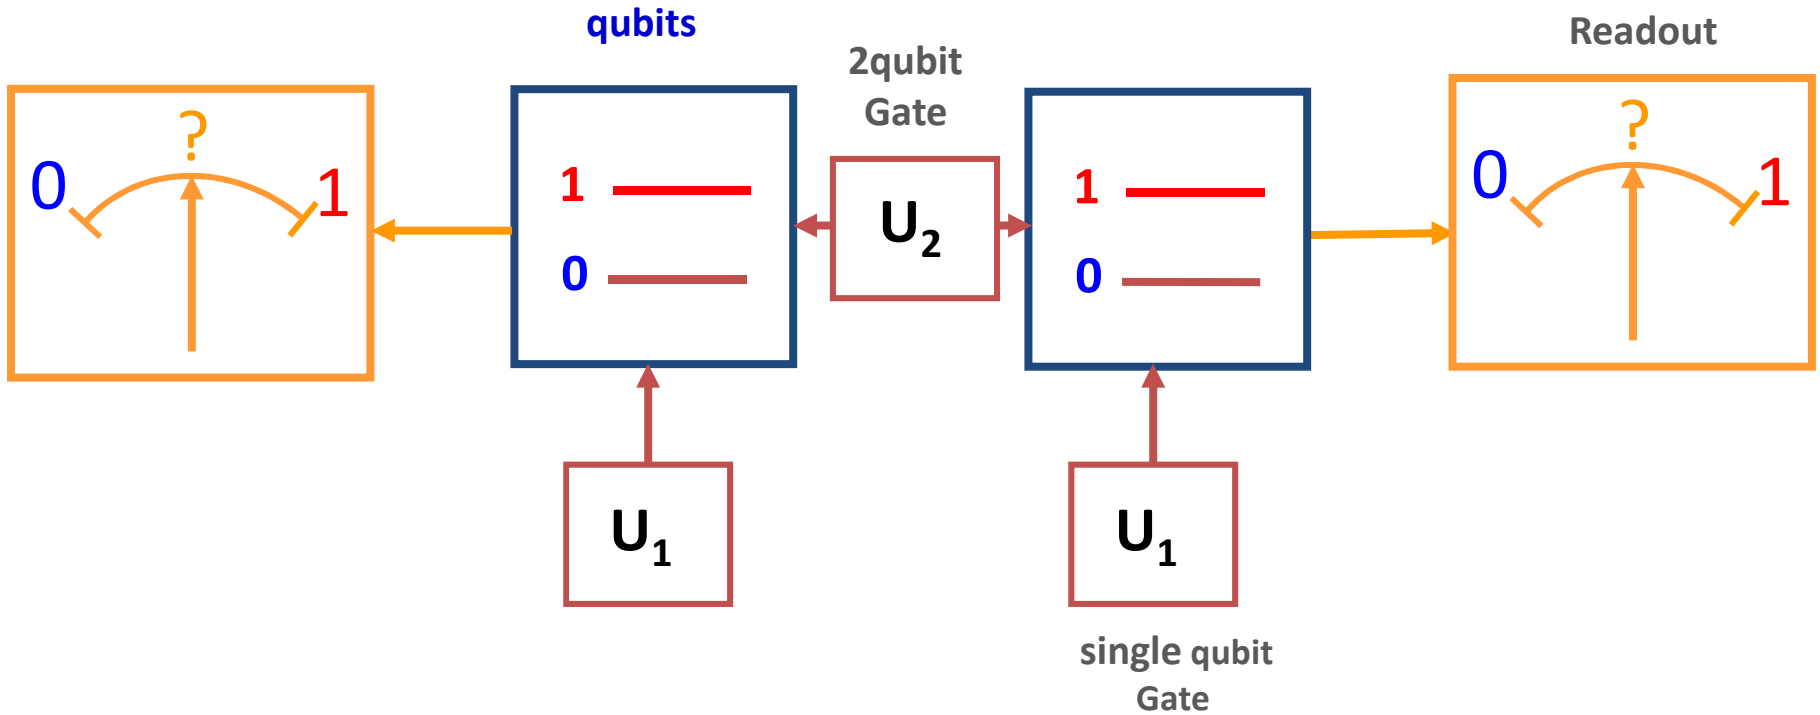 qubits
2qubit
Gate
Readout
?
0
1
1
0
U₂
1
0
?
0
1
U₁
U₁
single qubit
Gate